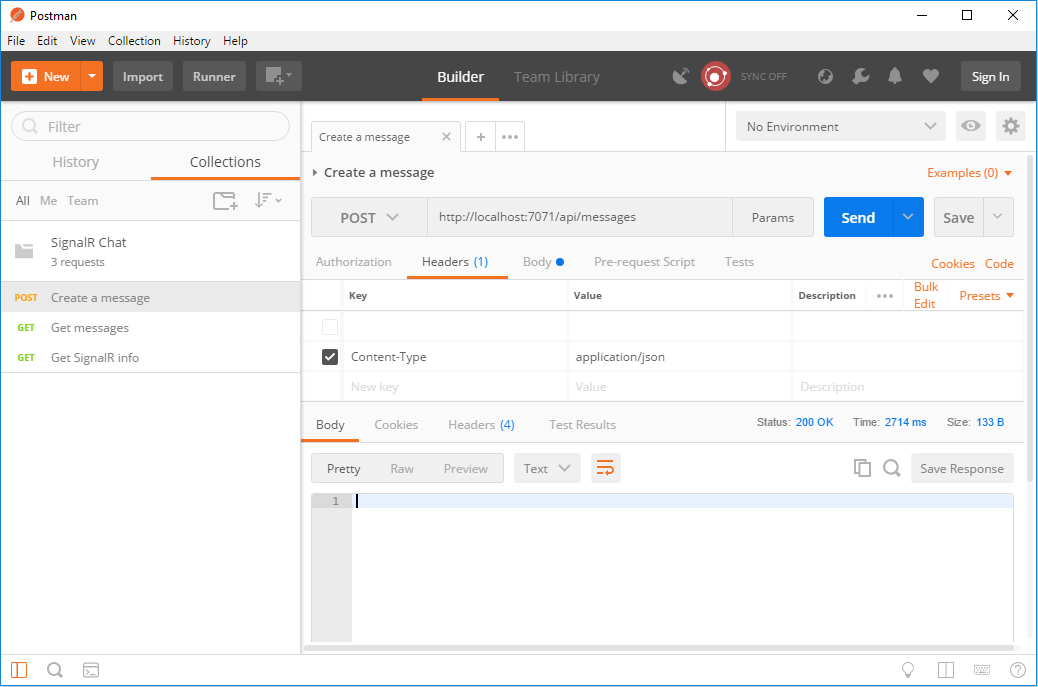 Postman
File Edit View Collection History Help
New Import Runner Builder Team Library SYNC OFF Sign In
Filter
History Collections
All Me Team
SignalR Chat
3 requests
POST Create a message
GET Get messages
GET Get SignalR info
Create a message No Environment
Create a message Examples (0)
POST http://localhost:7071/api/messages Params Send Save
Authorization Headers (1) Body Pre-request Script Tests Cookies Code
Key Value Description Bulk Edit Presets
Content-Type application/json
New key Value Description
Body Cookies Headers (4) Test Results Status: 200 OK Time: 2714 ms Size: 133 B
Pretty Raw Preview Text Save Response
1